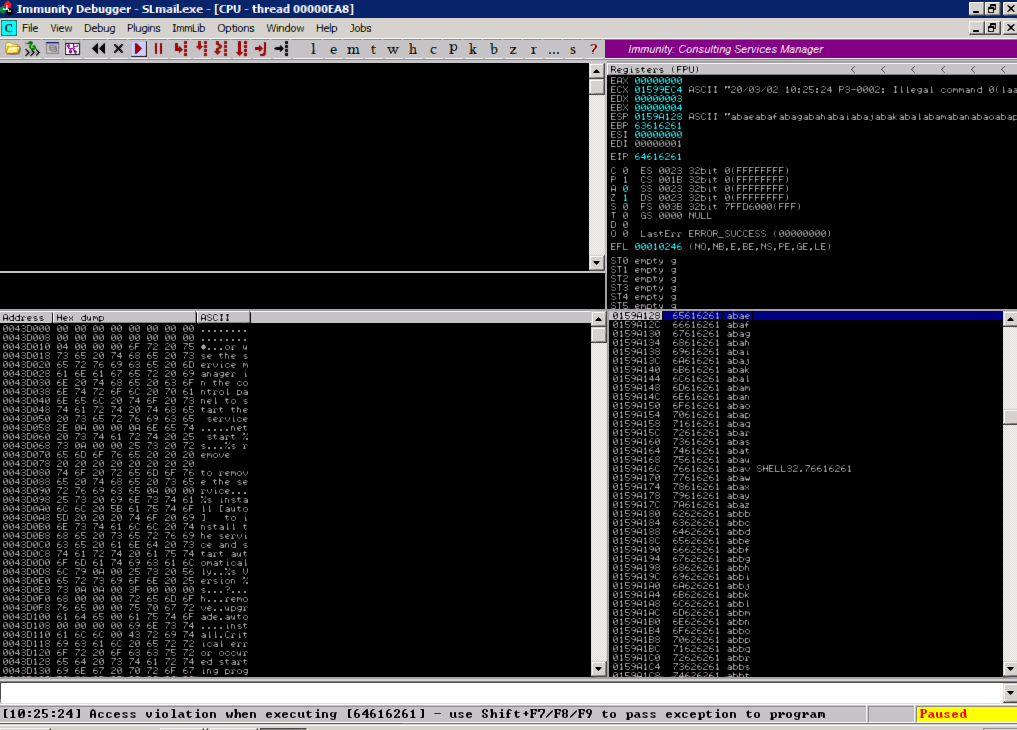 Immunity Debugger - SLmail.exe - [CPU - thread 00000EA8]
C File View Debug Plugins ImmLib Options Window Help Jobs
l e m t w h c P k b z r ... s ?
Immunity: Consulting Services Manager
Registers (FPU) < < < < < <
EAX 00000000
ECX 01599EC4 ASCII "20/03/02 10:25:24 P3-0002: Illegal command 0(laa
EDX 00000003
EBX 00000004
ESP 0159A128 ASCII "abaeabafabagabahabaiabajabakabalabamabanabaoabap
EBP 63616261
ESI 00000000
EDI 00000001
EIP 64616261
C 0 ES 0023 32bit 0(FFFFFFFF)
P 1 CS 001B 32bit 0(FFFFFFFF)
A 0 SS 0023 32bit 0(FFFFFFFF)
Z 1 DS 0023 32bit 0(FFFFFFFF)
S 0 FS 003B 32bit 7FFD6000(FFF)
T 0 GS 0000 NULL
D 0
O 0 LastErr ERROR_SUCCESS (00000000)
EFL 00010246 (NO,NB,E,BE,NS,PE,GE,LE)
ST0 empty g
ST1 empty g
ST2 empty g
ST3 empty g
ST4 empty g
ST5 empty g
Address Hex dump ASCII
0043D000 00 00 00 00 00 00 00 00 ........
0043D008 00 00 00 00 00 00 00 00 ........
0043D010 04 00 00 00 6F 72 20 75 ♦...or u
0043D018 73 65 20 74 68 65 20 73 se the s
0043D020 65 72 76 69 63 65 20 6D ervice m
0043D028 61 6E 61 67 65 72 20 69 anager i
0043D030 6E 20 74 68 65 20 63 6F n the co
0043D038 6E 74 72 6F 6C 20 70 61 ntrol pa
0043D040 6E 65 6C 20 74 6F 20 73 nel to s
0043D048 74 61 72 74 20 74 68 65 tart the
0043D050 20 73 65 72 76 69 63 65 service
0043D058 2E 0A 00 00 0A 6E 65 74 .....net
0043D060 20 73 74 61 72 74 20 25 start %
0043D068 73 0A 00 00 25 73 20 72 s...%s r
0043D070 65 6D 6F 76 65 20 20 20 emove
0043D078 20 20 20 20 20 20 20 20
0043D080 74 6F 20 72 65 6D 6F 76 to remov
0043D088 65 20 74 68 65 20 73 65 e the se
0043D090 72 76 69 63 65 0A 00 00 rvice...
0043D098 25 73 20 69 6E 73 74 61 %s insta
0043D0A0 6C 6C 20 5B 61 75 74 6F ll [auto
0043D0A8 5D 20 20 20 74 6F 20 69 ] to i
0043D0B0 6E 73 74 61 6C 6C 20 74 nstall t
0043D0B8 68 65 20 73 65 72 76 69 he servi
0043D0C0 63 65 20 61 6E 64 20 73 ce and s
0043D0C8 74 61 72 74 20 61 75 74 tart aut
0043D0D0 6F 6D 61 74 69 63 61 6C omatical
0043D0D8 6C 79 0A 00 25 73 20 56 ly..%s V
0043D0E0 65 72 73 69 6F 6E 20 25 ersion %
0043D0E8 73 0A 0A 00 3F 00 00 00 s...?...
0043D0F0 68 00 00 00 72 65 6D 6F h...remo
0043D0F8 76 65 00 00 75 70 67 72 ve..upgr
0043D100 61 64 65 00 61 75 74 6F ade.auto
0043D108 00 00 00 00 69 6E 73 74 ....inst
0043D110 61 6C 6C 00 43 72 69 74 all.Crit
0043D118 69 63 61 6C 20 65 72 72 ical err
0043D120 6F 72 20 6F 63 63 75 72 or occur
0043D128 65 64 20 73 74 61 72 74 ed start
0043D130 69 6E 67 20 70 72 6F 67 ing prog
0159A128 65616261 abae
0159A12C 66616261 abaf
0159A130 67616261 abag
0159A134 68616261 abah
0159A138 69616261 abai
0159A13C 6A616261 abaj
0159A140 6B616261 abak
0159A144 6C616261 abal
0159A148 6D616261 abam
0159A14C 6E616261 aban
0159A150 6F616261 abao
0159A154 70616261 abap
0159A158 71616261 abaq
0159A15C 72616261 abar
0159A160 73616261 abas
0159A164 74616261 abat
0159A168 75616261 abau
0159A16C 76616261 abav SHELL32.76616261
0159A170 77616261 abaw
0159A174 78616261 abax
0159A178 79616261 abay
0159A17C 7A616261 abaz
0159A180 62626261 abbb
0159A184 63626261 abbc
0159A188 64626261 abbd
0159A18C 65626261 abbe
0159A190 66626261 abbf
0159A194 67626261 abbg
0159A198 68626261 abbh
0159A19C 69626261 abbi
0159A1A0 6A626261 abbj
0159A1A4 6B626261 abbk
0159A1A8 6C626261 abbl
0159A1AC 6D626261 abbm
0159A1B0 6E626261 abbn
0159A1B4 6F626261 abbo
0159A1B8 70626261 abbp
0159A1BC 71626261 abbq
0159A1C0 72626261 abbr
0159A1C4 73626261 abbs
0159A1C8 74626261 abbt
[10:25:24] Access violation when executing [64616261] - use Shift+F7/F8/F9 to pass exception to program
Paused